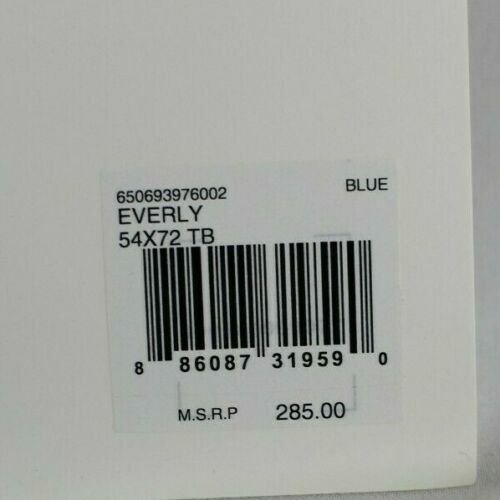 650693976002 BLUE
EVERLY
54X72 TB
8 86087 31959 0
M.S.R.P 285.00